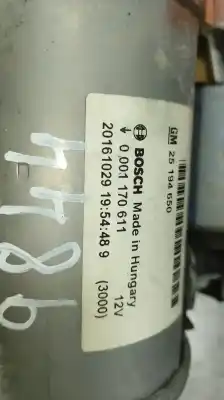 GM 25 194 650
BOSCH Made in Hungary
0 001 170 611 12V
20161029 19:54:48 9 (3000)
9844